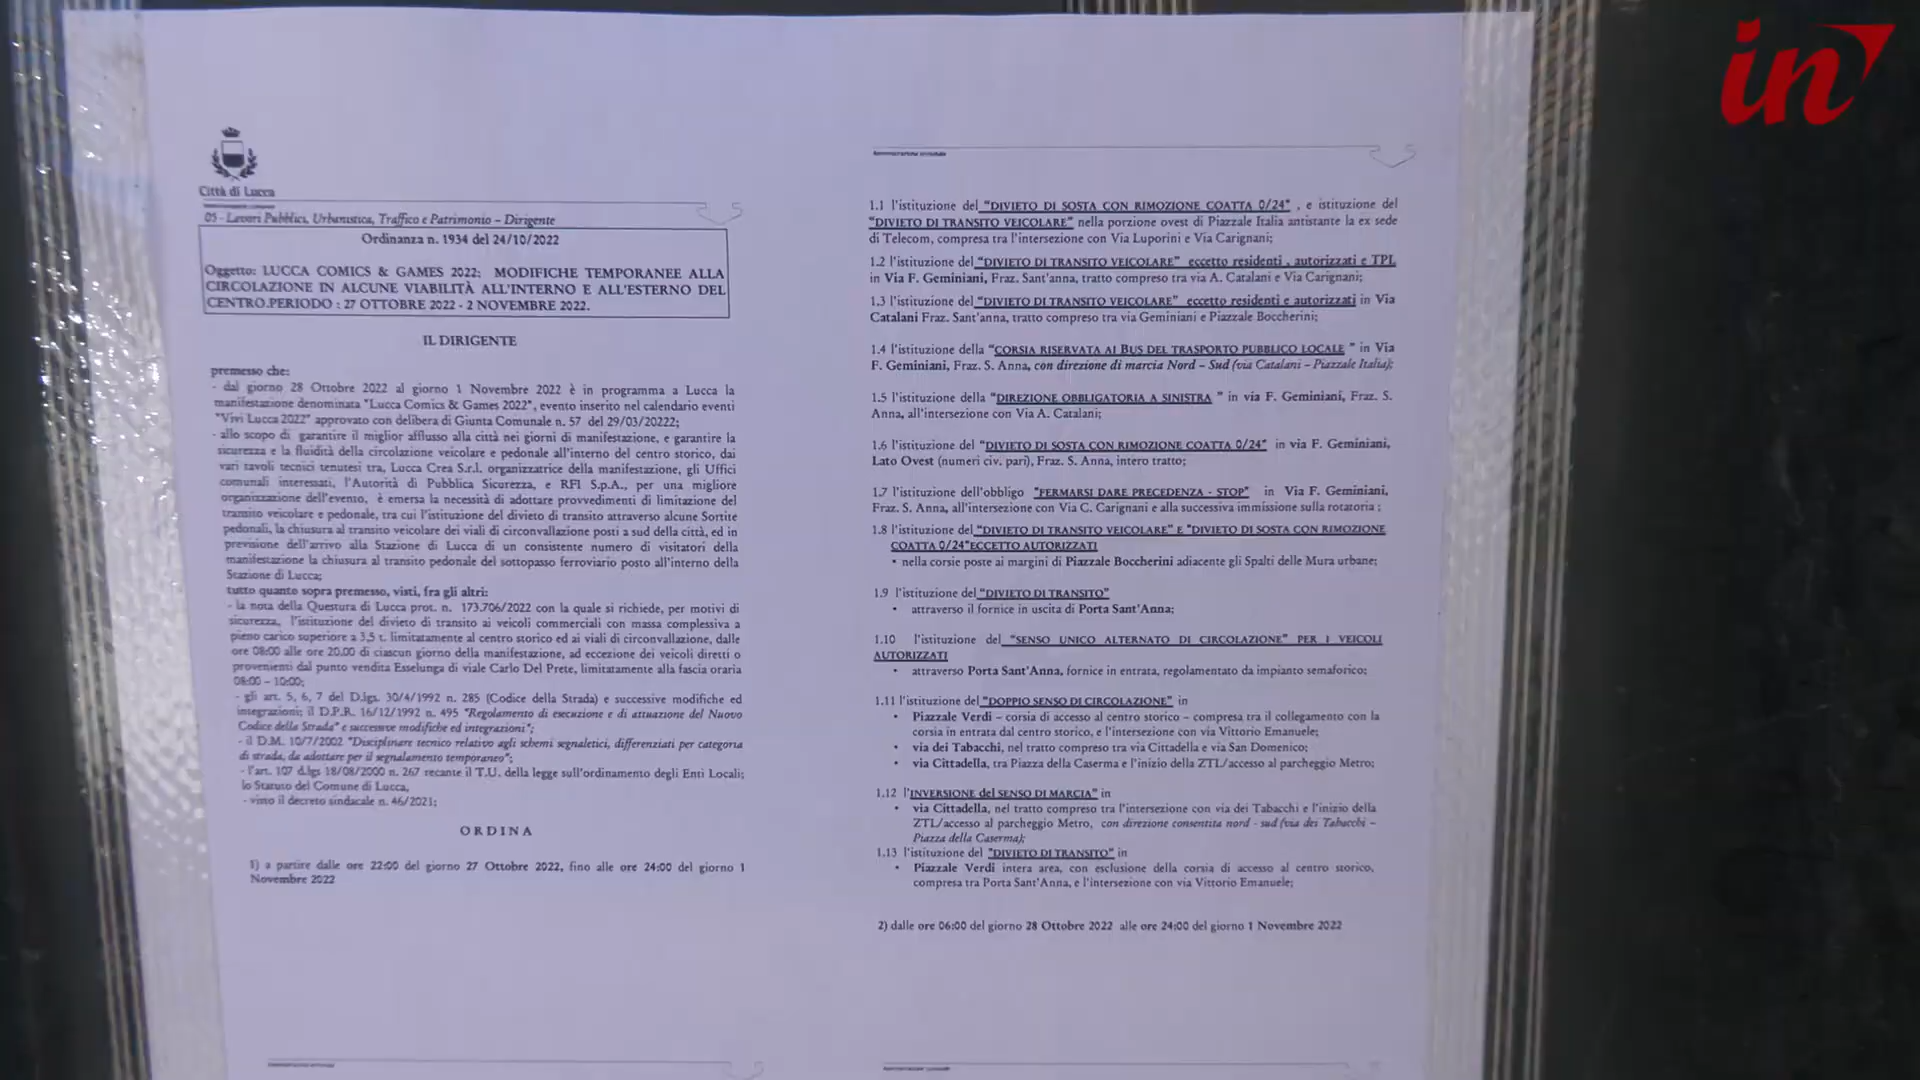 in
Città di Lucca
05 - Lavori Pubblici, Urbanistica, Traffico e Patrimonio – Dirigente
Ordinanza n. 1934 del 24/10/2022
Oggetto: LUCCA COMICS & GAMES 2022: MODIFICHE TEMPORANEE ALLA
CIRCOLAZIONE IN ALCUNE VIABILITÀ ALL'INTERNO E ALL'ESTERNO DEL
CENTRO.PERIODO : 27 OTTOBRE 2022 - 2 NOVEMBRE 2022.
IL DIRIGENTE
premesso che:
- dal giorno 28 Ottobre 2022 al giorno 1 Novembre 2022 è in programma a Lucca la
manifestazione denominata "Lucca Comics & Games 2022", evento inserito nel calendario eventi
"Vivi Lucca 2022" approvato con delibera di Giunta Comunale n. 57 del 29/03/20222;
- allo scopo di garantire il miglior afflusso alla città nei giorni di manifestazione, e garantire la
sicurezza e la fluidità della circolazione veicolare e pedonale all'interno del centro storico, dai
vari tavoli tecnici tenutesi tra, Lucca Crea S.r.l. organizzatrice della manifestazione, gli Uffici
comunali interessati, l'Autorità di Pubblica Sicurezza, e RFI S.p.A., per una migliore
organizzazione dell'evento, è emersa la necessità di adottare provvedimenti di limitazione del
transito veicolare e pedonale, tra cui l'istituzione del divieto di transito attraverso alcune Sortite
pedonali, la chiusura al transito veicolare dei viali di circonvallazione posti a sud della città, ed in
previsione dell'arrivo alla Stazione di Lucca di un consistente numero di visitatori della
manifestazione la chiusura al transito pedonale del sottopasso ferroviario posto all'interno della
Stazione di Lucca;
tutto quanto sopra premesso, visti, fra gli altri:
- la nota della Questura di Lucca prot. n. 173.706/2022 con la quale si richiede, per motivi di
sicurezza, l'istituzione del divieto di transito ai veicoli commerciali con massa complessiva a
pieno carico superiore a 3,5 t. limitatamente al centro storico ed ai viali di circonvallazione, dalle
ore 08:00 alle ore 20.00 di ciascun giorno della manifestazione, ad eccezione dei veicoli diretti o
provenienti dal punto vendita Esselunga di viale Carlo Del Prete, limitatamente alla fascia oraria
08:00 – 10:00;
- gli art. 5, 6, 7 del D.lgs. 30/4/1992 n. 285 (Codice della Strada) e successive modifiche ed
integrazioni; il D.P.R. 16/12/1992 n. 495 "Regolamento di esecuzione e di attuazione del Nuovo
Codice della Strada" e successive modifiche ed integrazioni";
- il D.M. 10/7/2002 "Disciplinare tecnico relativo agli schemi segnaletici, differenziati per categoria
di strada, da adottare per il segnalamento temporaneo";
- l'art. 107 d.lgs 18/08/2000 n. 267 recante il T.U. della legge sull'ordinamento degli Enti Locali;
lo Statuto del Comune di Lucca,
- visto il decreto sindacale n. 46/2021;
ORDINA
1) a partire dalle ore 22:00 del giorno 27 Ottobre 2022, fino alle ore 24:00 del giorno 1
Novembre 2022
1.1 l'istituzione del "DIVIETO DI SOSTA CON RIMOZIONE COATTA 0/24" , e istituzione del
"DIVIETO DI TRANSITO VEICOLARE" nella porzione ovest di Piazzale Italia antistante la ex sede
di Telecom, compresa tra l'intersezione con Via Luporini e Via Carignani;
1.2 l'istituzione del "DIVIETO DI TRANSITO VEICOLARE" eccetto residenti , autorizzati e TPL
in Via F. Geminiani, Fraz. Sant'anna, tratto compreso tra via A. Catalani e Via Carignani;
1.3 l'istituzione del "DIVIETO DI TRANSITO VEICOLARE" eccetto residenti e autorizzati in Via
Catalani Fraz. Sant'anna, tratto compreso tra via Geminiani e Piazzale Boccherini;
1.4 l'istituzione della "CORSIA RISERVATA AI BUS DEL TRASPORTO PUBBLICO LOCALE " in Via
F. Geminiani, Fraz. S. Anna, con direzione di marcia Nord – Sud (via Catalani – Piazzale Italia);
1.5 l'istituzione della "DIREZIONE OBBLIGATORIA A SINISTRA " in via F. Geminiani, Fraz. S.
Anna, all'intersezione con Via A. Catalani;
1.6 l'istituzione del "DIVIETO DI SOSTA CON RIMOZIONE COATTA 0/24" in via F. Geminiani,
Lato Ovest (numeri civ. pari), Fraz. S. Anna, intero tratto;
1.7 l'istituzione dell'obbligo "FERMARSI DARE PRECEDENZA - STOP" in Via F. Geminiani,
Fraz. S. Anna, all'intersezione con Via C. Carignani e alla successiva immissione sulla rotatoria ;
1.8 l'istituzione del "DIVIETO DI TRANSITO VEICOLARE" E "DIVIETO DI SOSTA CON RIMOZIONE
COATTA 0/24"ECCETTO AUTORIZZATI
• nella corsie poste ai margini di Piazzale Boccherini adiacente gli Spalti delle Mura urbane;
1.9 l'istituzione del "DIVIETO DI TRANSITO"
• attraverso il fornice in uscita di Porta Sant'Anna;
1.10 l'istituzione del "SENSO UNICO ALTERNATO DI CIRCOLAZIONE" PER I VEICOLI
AUTORIZZATI
• attraverso Porta Sant'Anna, fornice in entrata, regolamentato da impianto semaforico;
1.11 l'istituzione del "DOPPIO SENSO DI CIRCOLAZIONE" in
• Piazzale Verdi – corsia di accesso al centro storico – compresa tra il collegamento con la
corsia in entrata dal centro storico, e l'intersezione con via Vittorio Emanuele;
• via dei Tabacchi, nel tratto compreso tra via Cittadella e via San Domenico;
• via Cittadella, tra Piazza della Caserma e l'inizio della ZTL/accesso al parcheggio Metro;
1.12 l'INVERSIONE del SENSO DI MARCIA" in
• via Cittadella, nel tratto compreso tra l'intersezione con via dei Tabacchi e l'inizio della
ZTL/accesso al parcheggio Metro, con direzione consentita nord - sud (via dei Tabacchi –
Piazza della Caserma);
1.13 l'istituzione del "DIVIETO DI TRANSITO" in
• Piazzale Verdi intera area, con esclusione della corsia di accesso al centro storico,
compresa tra Porta Sant'Anna, e l'intersezione con via Vittorio Emanuele;
2) dalle ore 06:00 del giorno 28 Ottobre 2022 alle ore 24:00 del giorno 1 Novembre 2022